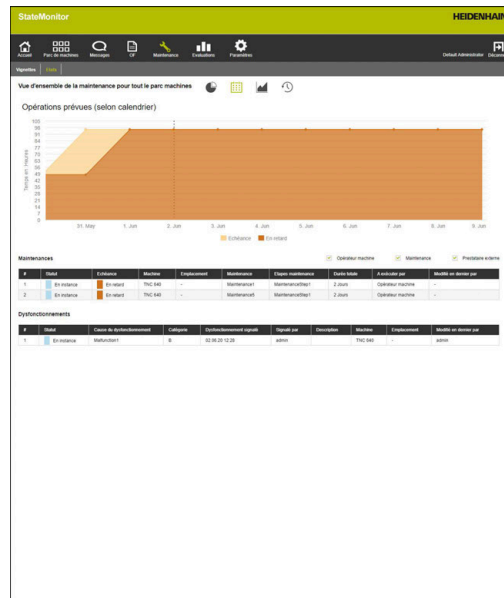 StateMonitor
HEIDENHAIN
Accueil Parc de machines Messages OF Maintenance Evaluations Paramètres Default Administrator
Vignettes
Vue d'ensemble de la maintenance pour tout le parc machines
Opérations prévues (selon calendrier)
Temps en Heures
100
98
91
84
77
70
63
56
49
42
35
28
21
14
7
0
31. May 1. Jun 2. Jun 3. Jun 4. Jun 5. Jun 6. Jun 7. Jun 8. Jun 9. Jun
Echéance En retard
Maintenances Opérateur machine Maintenance Prestataire externe
# Statut Echéance Machine Emplacement Maintenance Etapes maintenance Durée totale A exécuter par Modifié en dernier par
1 En instance En retard TNC 640 - Maintenance1 MaintenanceStep1 2 Jours Opérateur machine -
2 En instance En retard TNC 640 - Maintenance5 MaintenanceStep1 2 Jours Opérateur machine -
Dysfonctionnements
# Statut Cause du dysfonctionnement Catégorie Dysfonctionnement signalé Signalé par Description Machine Emplacement Modifié en dernier par
1 En instance Malfunction1 B 02.06.20 12:28 admin TNC 640 - admin